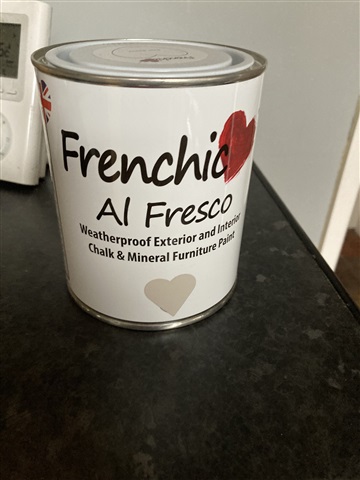 Frenchic
Al Fresco
Weatherproof Exterior and Interior
Chalk & Mineral Furniture Paint